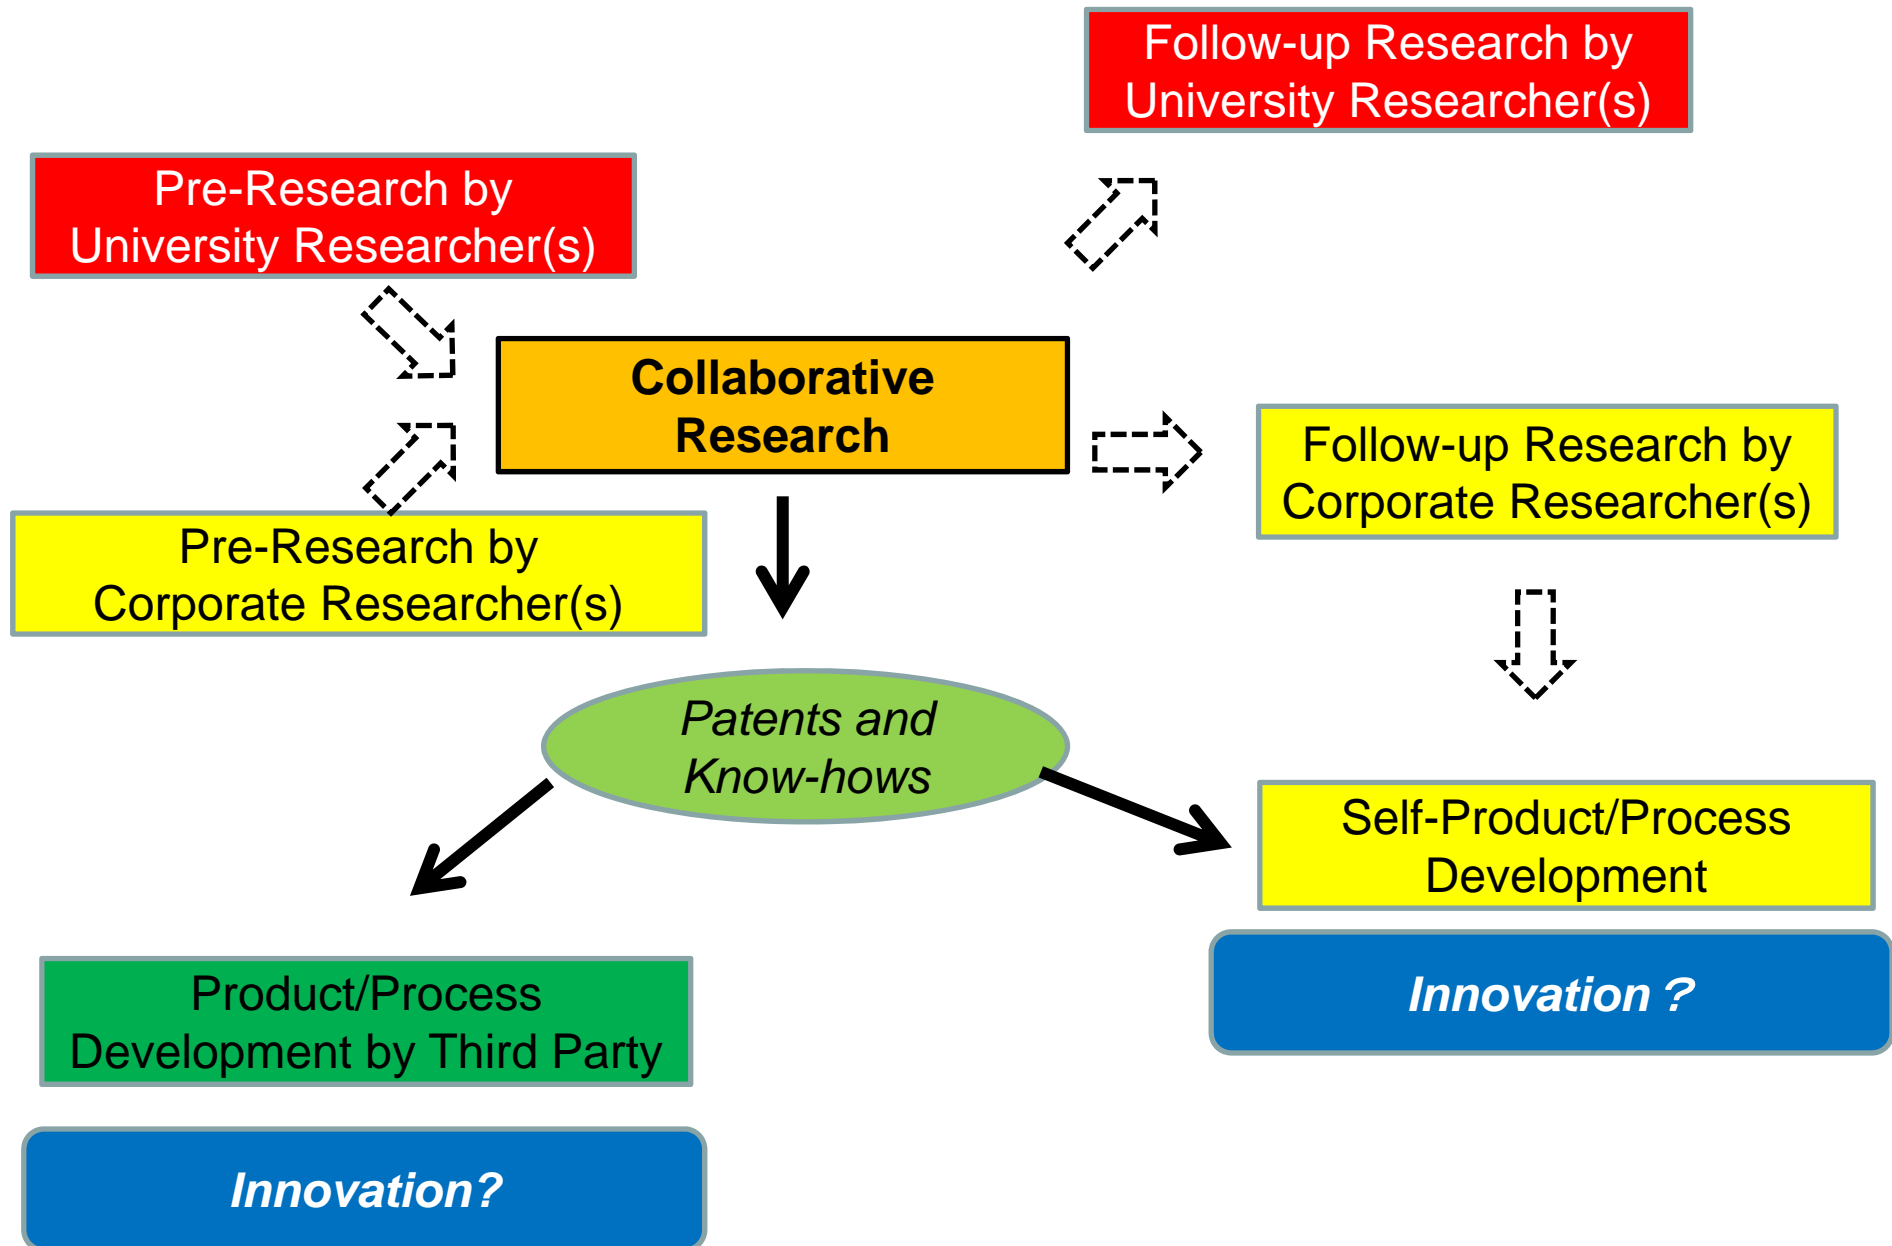 Follow-up Research by
University Researcher(s)
Pre-Research by
University Researcher(s)
Collaborative
Research
Follow-up Research by
Corporate Researcher(s)
Pre-Research by
Corporate Researcher(s)
Patents and
Know-hows
Self-Product/Process
Development
Innovation？
Product/Process
Development by Third Party
Innovation?